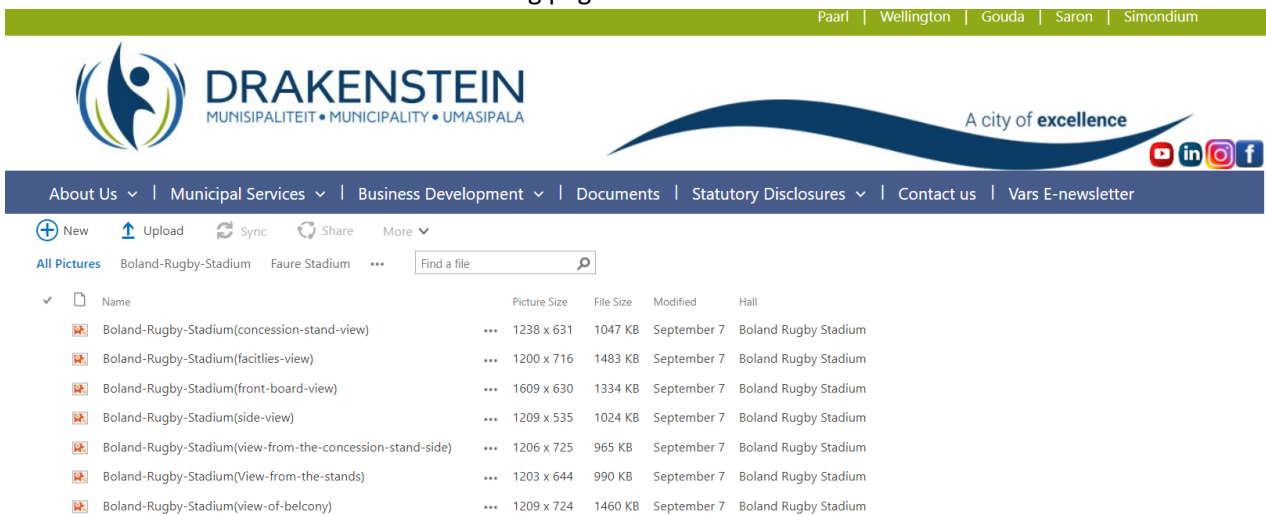 Paarl | Wellington | Gouda | Saron | Simondium
DRAKENSTEIN
MUNISIPALITEIT • MUNICIPALITY • UMASIPALA
A city of excellence
in f
About Us | Municipal Services | Business Development | Documents | Statutory Disclosures | Contact us | Vars E-newsletter
New Upload Sync Share More
All Pictures Boland-Rugby-Stadium Faure Stadium ••• Find a file
Name Picture Size File Size Modified Hall
Boland-Rugby-Stadium(concession-stand-view) ••• 1238 x 631 1047 KB September 7 Boland Rugby Stadium
Boland-Rugby-Stadium(facitlies-view) ••• 1200 x 716 1483 KB September 7 Boland Rugby Stadium
Boland-Rugby-Stadium(front-board-view) ••• 1609 x 630 1334 KB September 7 Boland Rugby Stadium
Boland-Rugby-Stadium(side-view) ••• 1209 x 535 1024 KB September 7 Boland Rugby Stadium
Boland-Rugby-Stadium(view-from-the-concession-stand-side) ••• 1206 x 725 965 KB September 7 Boland Rugby Stadium
Boland-Rugby-Stadium(View-from-the-stands) ••• 1203 x 644 990 KB September 7 Boland Rugby Stadium
Boland-Rugby-Stadium(view-of-belcony) ••• 1209 x 724 1460 KB September 7 Boland Rugby Stadium